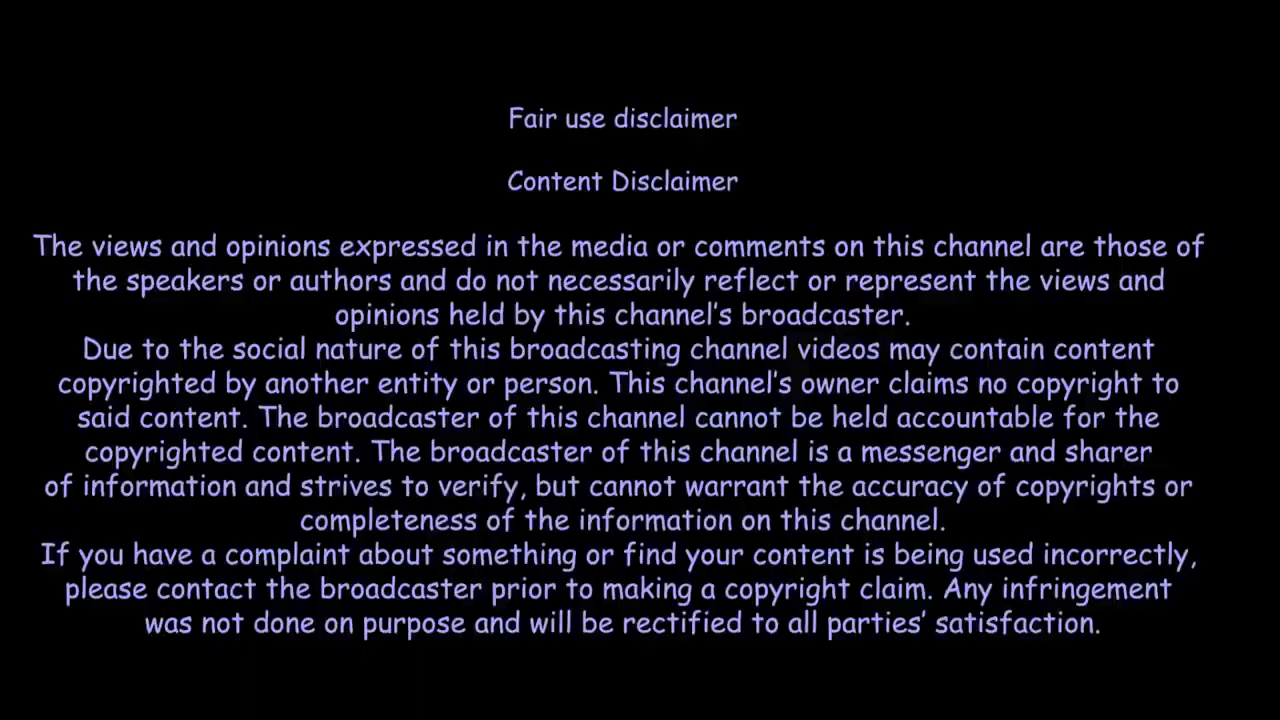 Fair use disclaimer
Content Disclaimer
The views and opinions expressed in the media or comments on this channel are those of
the speakers or authors and do not necessarily reflect or represent the views and
opinions held by this channel's broadcaster.
Due to the social nature of this broadcasting channel videos may contain content
copyrighted by another entity or person. This channel's owner claims no copyright to
said content. The broadcaster of this channel cannot be held accountable for the
copyrighted content. The broadcaster of this channel is a messenger and sharer
of information and strives to verify, but cannot warrant the accuracy of copyrights or
completeness of the information on this channel.
If you have a complaint about something or find your content is being used incorrectly,
please contact the broadcaster prior to making a copyright claim. Any infringement
was not done on purpose and will be rectified to all parties’ satisfaction.